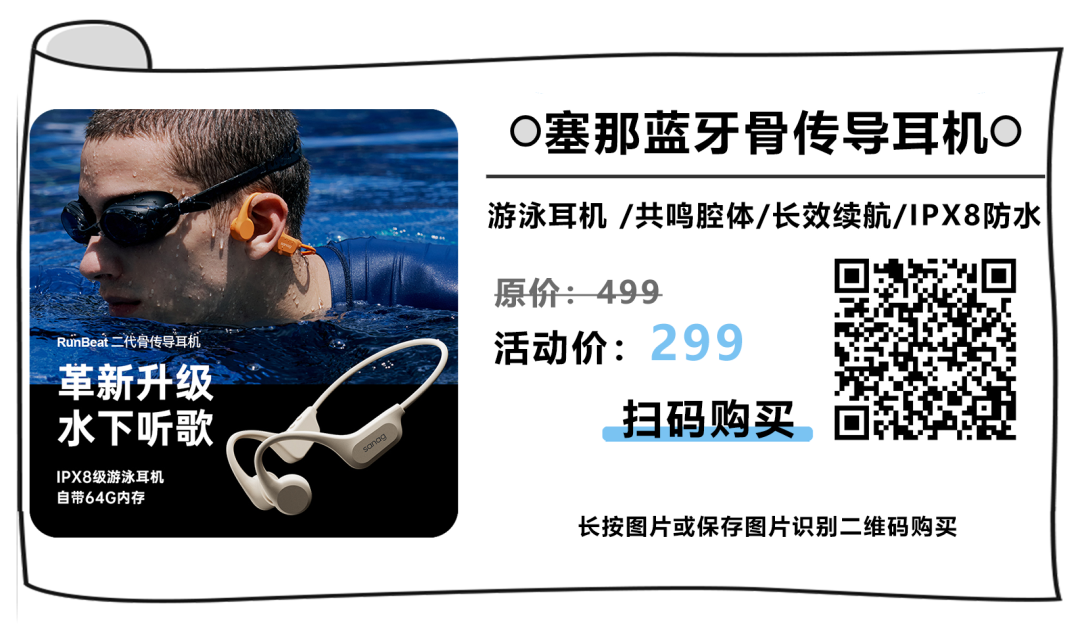 塞那蓝牙骨传导耳机
游泳耳机 /共鸣腔体/长效续航/IPX8防水
原价：499
活动价：299
扫码购买
长按图片或保存图片识别二维码购买
RunBeat 二代骨传导耳机
革新升级
水下听歌
IPX8级游泳耳机
自带64G内存
sanag